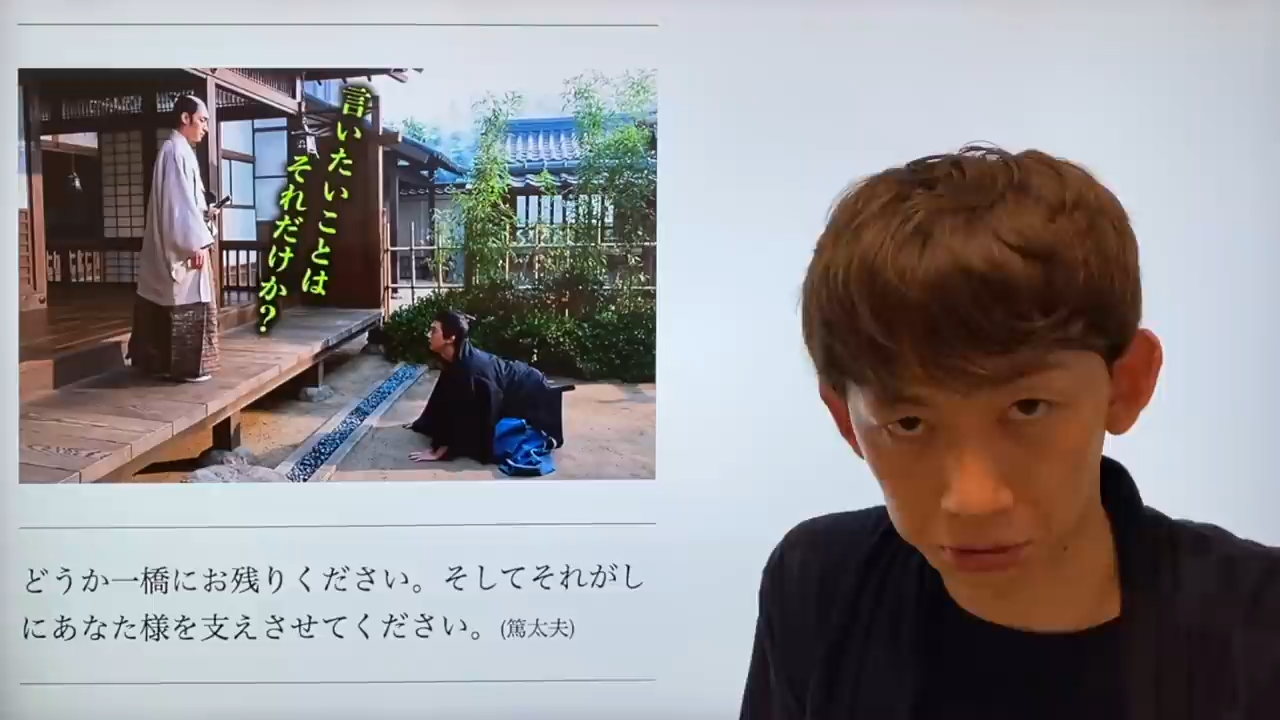 言いたいことは
それだけか?
どうか一橋にお残りください。そしてそれがし
にあなた様を支えさせてください。(篤太夫)